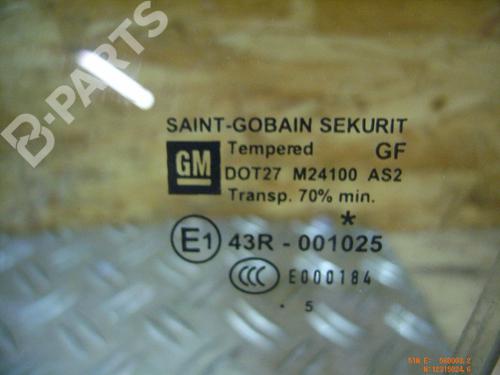 B-PARTS
SAINT-GOBAIN SEKURIT
Tempered GF
GM
DOT27 M24100 AS2
Transp. 70% min.
*
E1 43R - 001025
CCC E000184
. 5